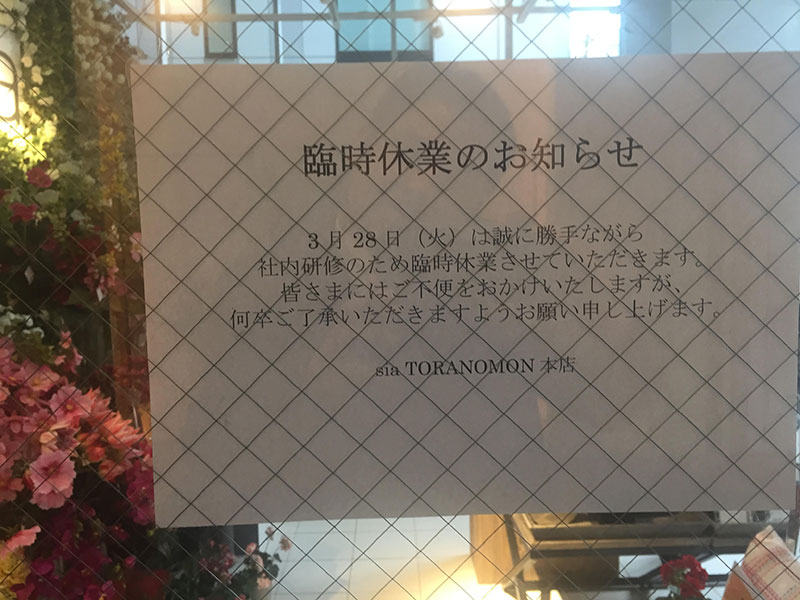 臨時休業のお知らせ
3月28日（火）は誠に勝手ながら
社内研修のため臨時休業させていただきます。
皆さまにはご不便をおかけいたしますが、
何卒ご了承いただきますようお願い申し上げます。
sia TORANOMON 本店